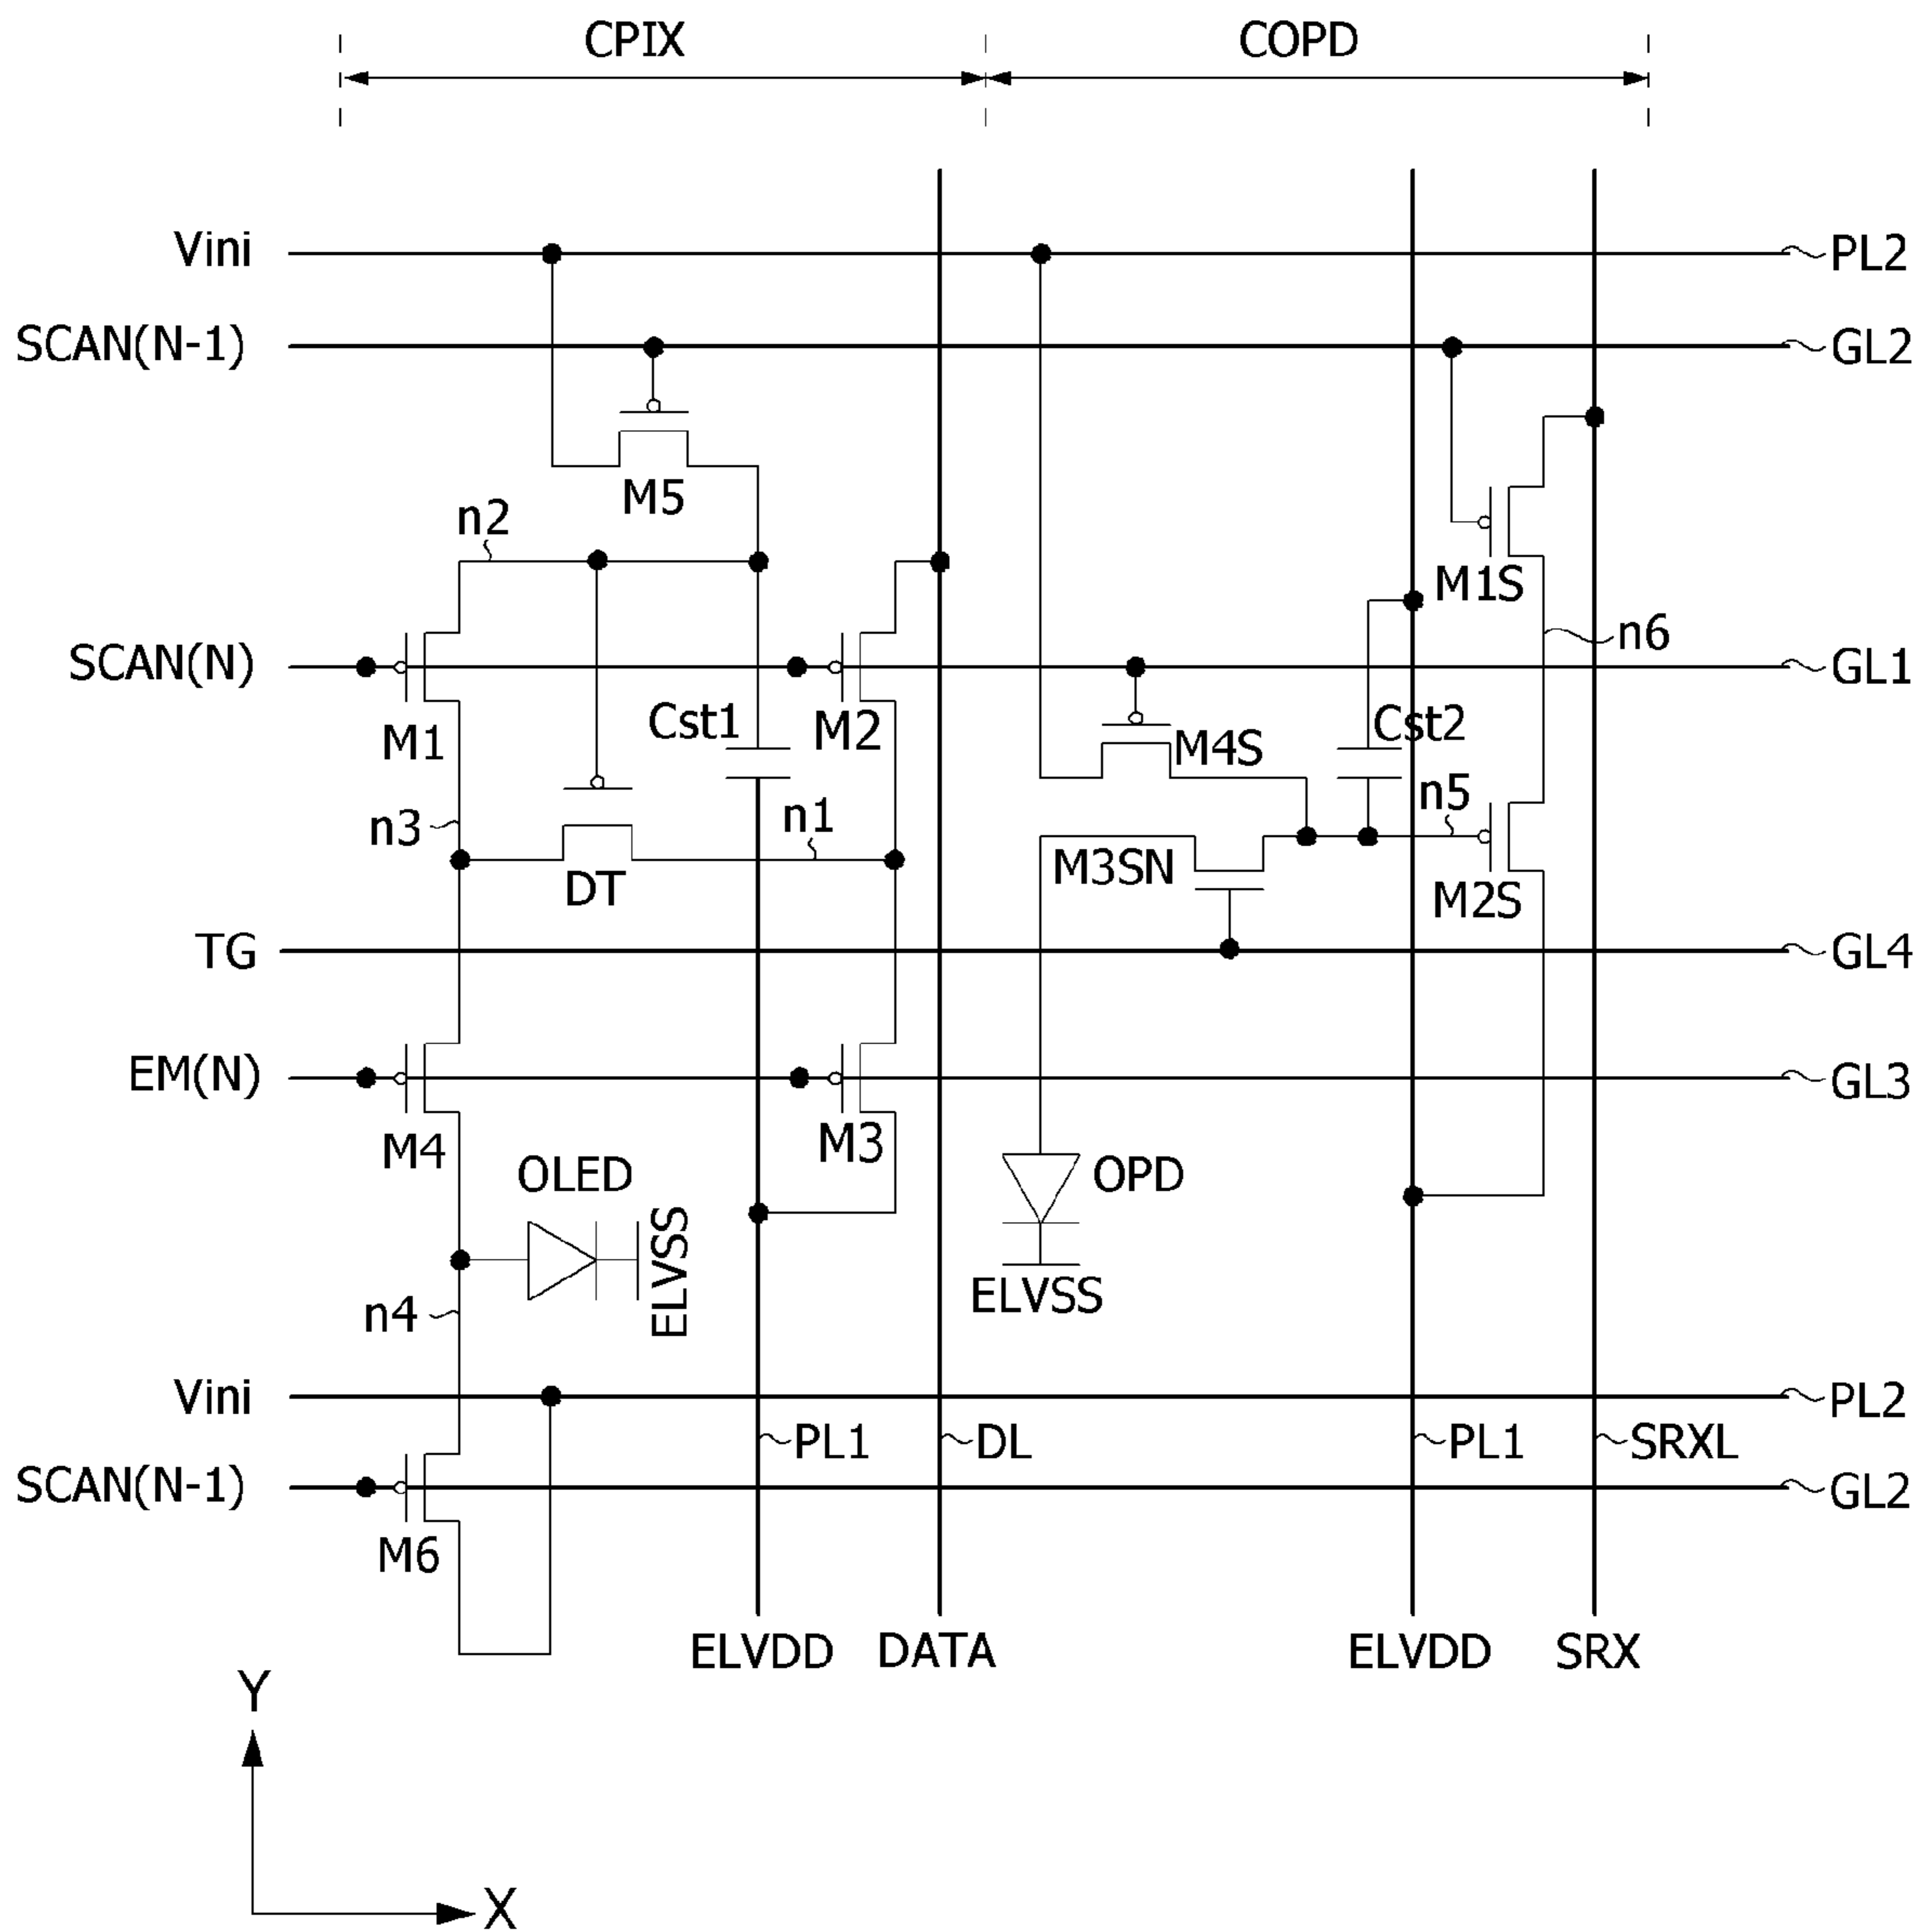 CPIX COPD
Vini PL2
SCAN(N-1) GL2
M5
n2
M1S
n6
SCAN(N) GL1
M1 Cst1 M2 M4S Cst2
n3 n1 n5
DT M3SN M2S
TG GL4
EM(N) GL3
M4 M3
OLED OPD
ELVSS
ELVSS
n4
Vini PL2
PL1 DL PL1 SRXL
SCAN(N-1) GL2
M6
ELVDD DATA ELVDD SRX
Y
X